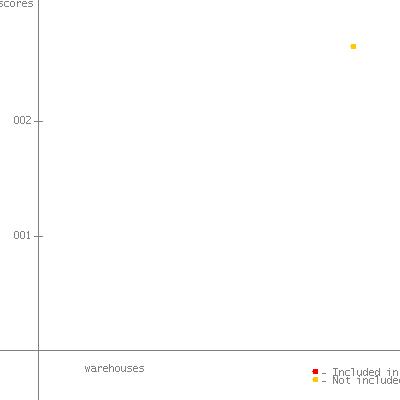 scores
002
001
warehouses
- Included in
- Not included